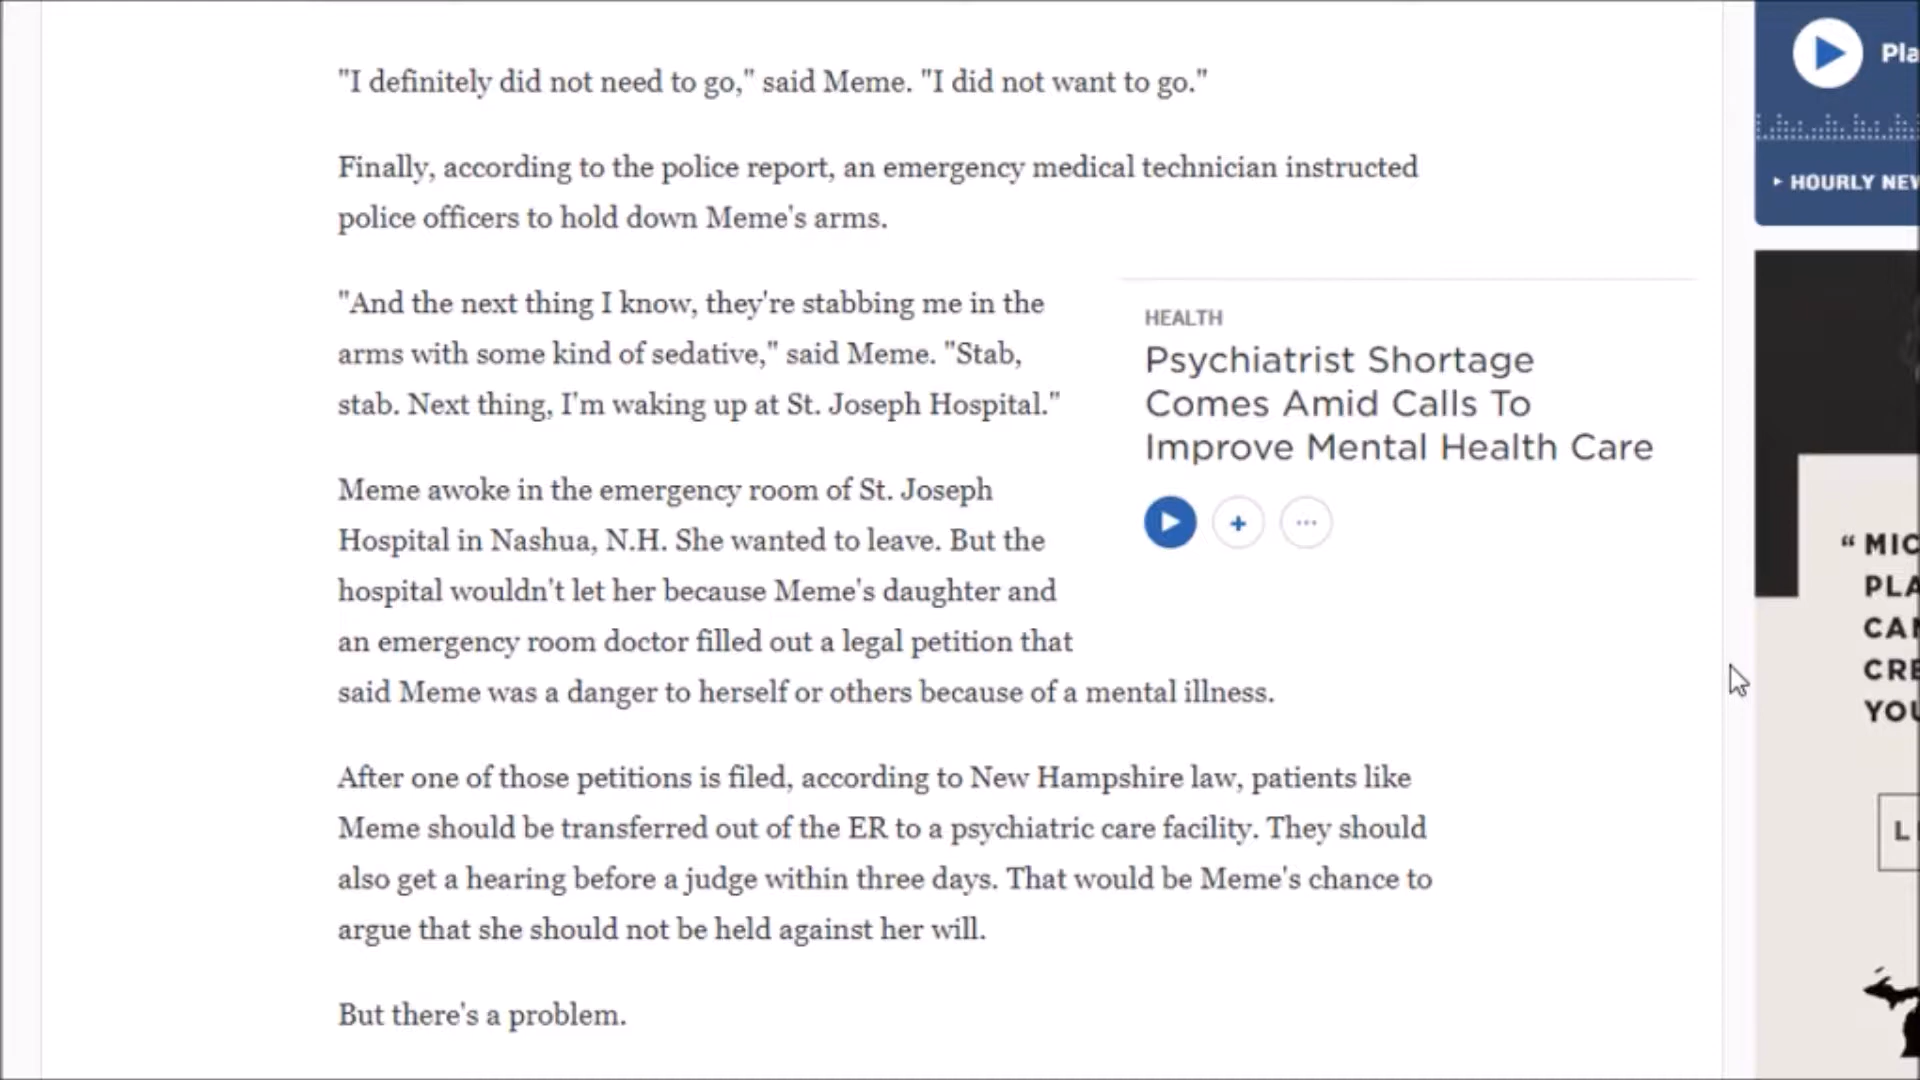 "I definitely did not need to go," said Meme. "I did not want to go."
Finally, according to the police report, an emergency medical technician instructed
police officers to hold down Meme's arms.
"And the next thing I know, they're stabbing me in the
arms with some kind of sedative," said Meme. "Stab,
stab. Next thing, I'm waking up at St. Joseph Hospital."
Meme awoke in the emergency room of St. Joseph
Hospital in Nashua, N.H. She wanted to leave. But the
hospital wouldn't let her because Meme's daughter and
an emergency room doctor filled out a legal petition that
said Meme was a danger to herself or others because of a mental illness.
After one of those petitions is filed, according to New Hampshire law, patients like
Meme should be transferred out of the ER to a psychiatric care facility. They should
also get a hearing before a judge within three days. That would be Meme's chance to
argue that she should not be held against her will.
But there's a problem.
HEALTH
Psychiatrist Shortage
Comes Amid Calls To
Improve Mental Health Care
Pla
HOURLY NEW
“ MIC
PLA
CAN
CRE
YOU
L